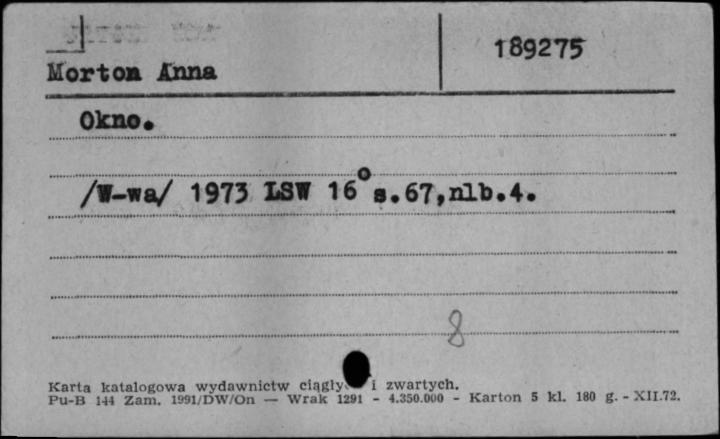 189275
Morton Anna
Okno.
/W-wa/ 1973 LSW 16° s.67,nlb.4.
8
Karta katalogowa wydawnictw i zwartych.
Pu-B 144 Zam. 1991/DW/On — Wrak 1291 - 4.350.000 - Karton 5 kl. 180 g. - XII.72.